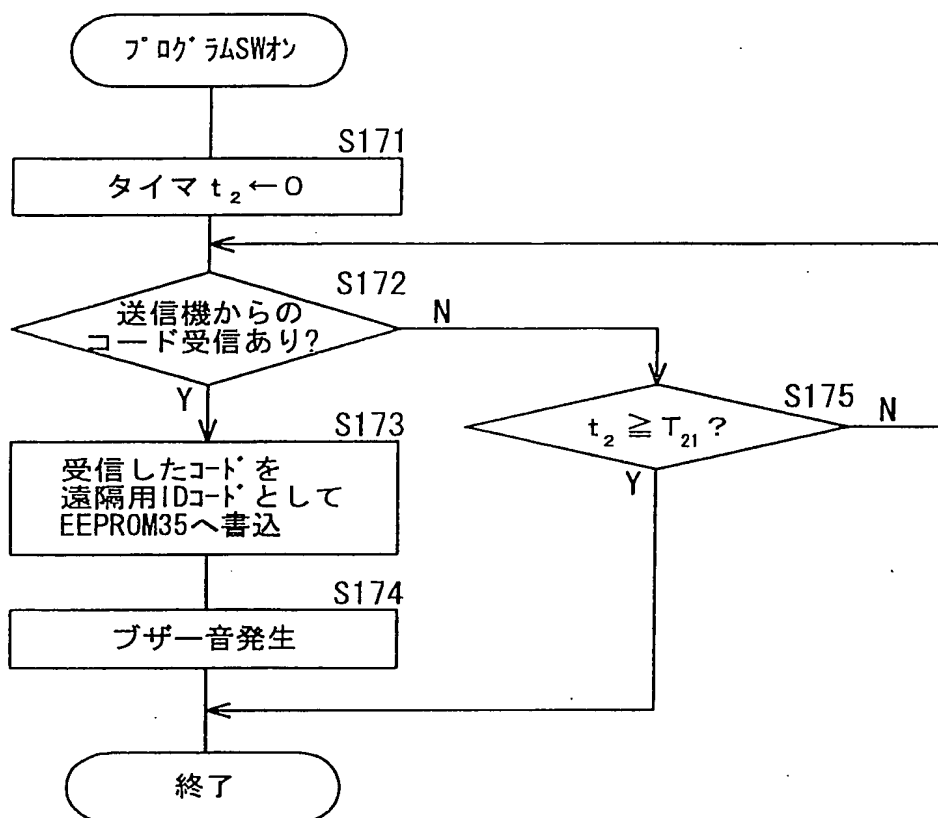 プログラムSWオン
S171
タイマ t₂←0
S172
送信機からの
コード受信あり?
N
Y
S175
t₂ ≧ T₂₁ ?
N
Y
S173
受信したコードを
遠隔用IDコードとして
EEPROM35へ書込
S174
ブザー音発生
終了